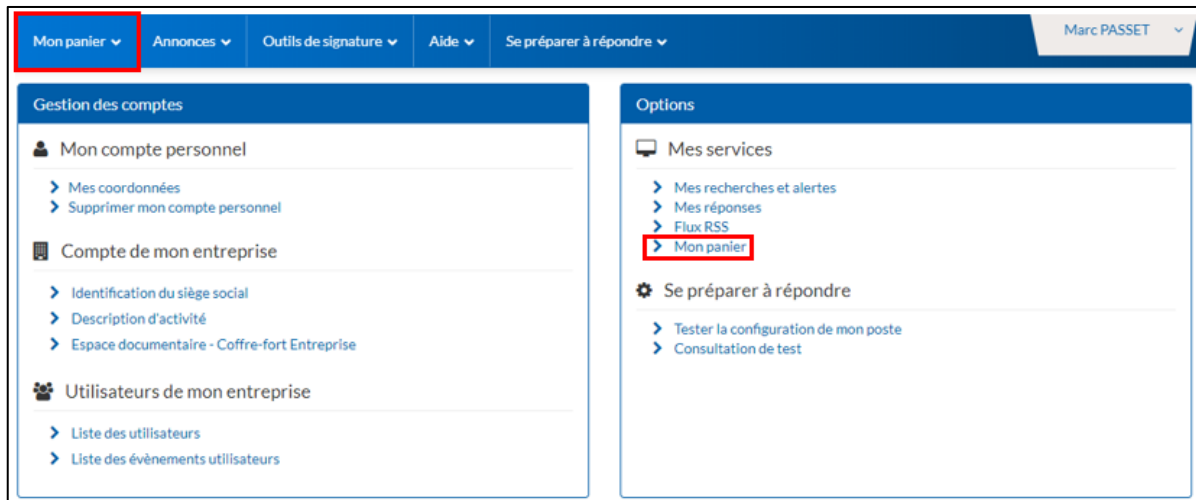 Mon panier
Annonces
Outils de signature
Aide
Se préparer à répondre
Marc PASSET
Gestion des comptes
Mon compte personnel
Mes coordonnées
Supprimer mon compte personnel
Compte de mon entreprise
Identification du siège social
Description d'activité
Espace documentaire - Coffre-fort Entreprise
Utilisateurs de mon entreprise
Liste des utilisateurs
Liste des évènements utilisateurs
Options
Mes services
Mes recherches et alertes
Mes réponses
Flux RSS
Mon panier
Se préparer à répondre
Tester la configuration de mon poste
Consultation de test